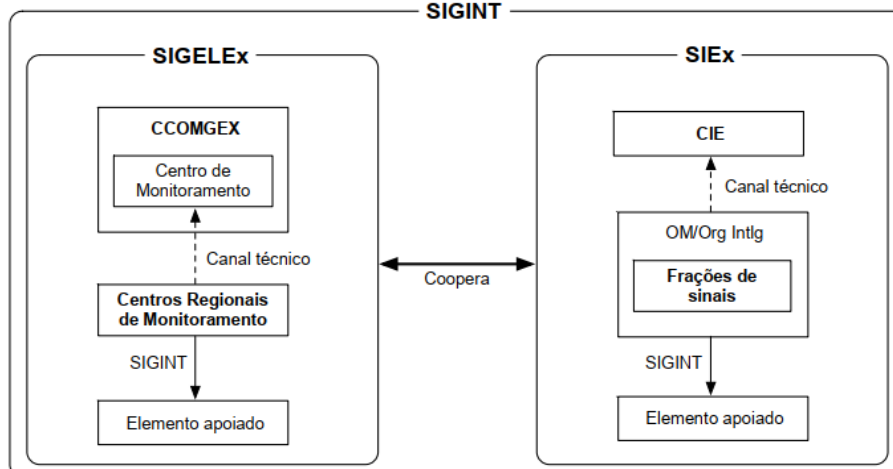 SIGINT
SIGELEx
CCOMGEX
Centro de
Monitoramento
Canal técnico
Centros Regionais
de Monitoramento
SIGINT
Elemento apoiado
Coopera
SIEx
CIE
Canal técnico
OM/Org Intlg
Frações de
sinais
SIGINT
Elemento apoiado